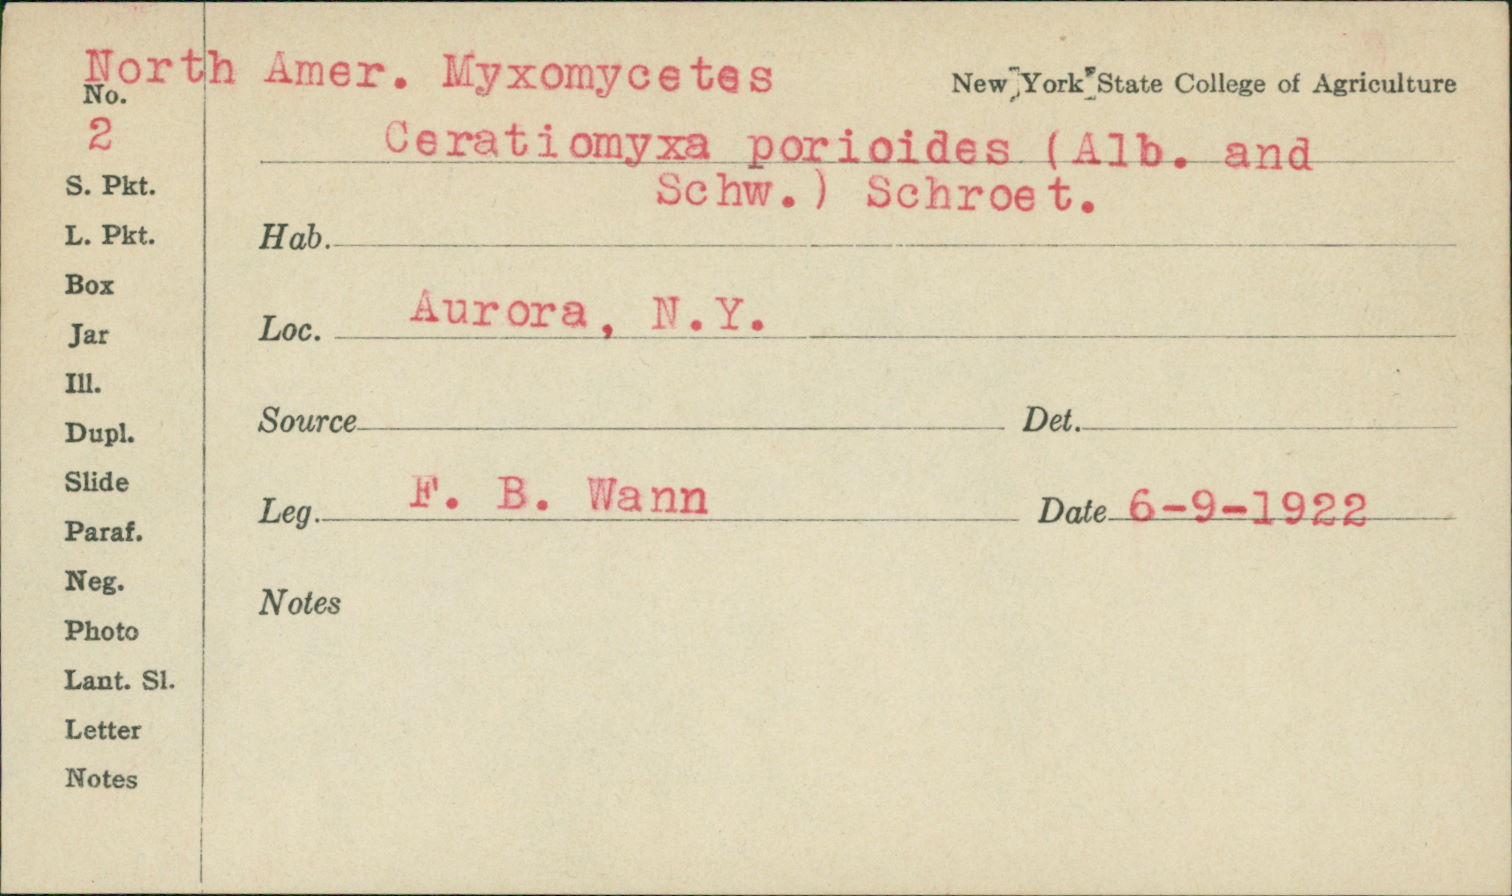 North Amer. Myxomycetes
New York State College of Agriculture
No.
2
Ceratiomyxa porioides (Alb. and
Schw.) Schroet.
S. Pkt.
L. Pkt.
Hab.
Box
Aurora, N.Y.
Loc.
Jar
Ill.
Source Det.
Dupl.
Slide
Leg. F. B. Wann Date 6-9-1922
Paraf.
Neg.
Notes
Photo
Lant. Sl.
Letter
Notes